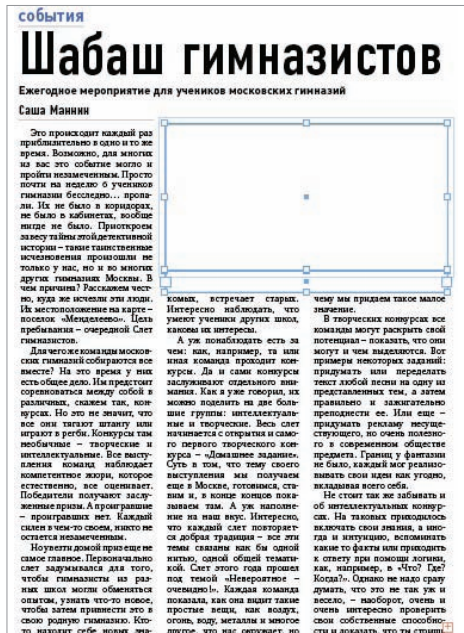 события
Шабаш гимназистов
Ежегодное мероприятие для учеников московских гимназий
Саша Маннин
Это происходит каждый раз
приблизительно в одно и то же
время. Возможно, для многих
из вас это событие могло и
пройти незамеченным. Просто
почти на неделю 6 учеников
гимназии бесследно... пропа-
ли. Их не было в коридорах,
не было в кабинетах, вообще
нигде не было. Приоткроем
завесу тайны этой детективной
истории – такие таинственные
исчезновения произошли не
только у нас, но и во многих
других гимназиях Москвы. В
чем причина? Расскажем чест-
но, куда же исчезли эти люди.
Их местоположение на карте –
поселок «Менделеево». Цель
пребывания – очередной Слет
гимназистов.
Для чего же команды москов-
ских гимназий собираются все
вместе? На это время у них
есть общее дело. Им предстоит
соревноваться между собой в
различных, скажем так, кон-
курсах. Но это не значит, что
все они тягают штангу или
играют в регби. Конкурсы там
необычные – творческие и
интеллектуальные. Все высту-
пления команд наблюдает
компетентное жюри, которое
естественно, все оценивает.
Победители получают заслу-
женные призы. А проигравшие
– проигравших нет. Каждый
силен в чем-то своем, никто не
остается незамеченным.
Но увезти домой приз еще не
самое главное. Первоначально
слет задумывался для того,
чтобы гимназисты из раз-
ных школ могли обменяться
опытом, узнать что-то новое,
чтобы затем привнести это в
свою родную гимназию. Кто-
то находит себе новых зна-
комых, встречает старых.
Интересно наблюдать, что
умеют ученики других школ,
каковы их интересы.
А уж понаблюдать есть за
чем: как, например, та или
иная команда проходит кон-
курсы. Да и сами конкурсы
заслуживают отдельного вни-
мания. Как я уже говорил, их
можно поделить на две боль-
шие группы: интеллектуаль-
ные и творческие. Весь слет
начинается с открытия и само-
го первого творческого кон-
курса – «Домашнее задание».
Суть в том, что тему своего
выступления мы получаем
еще в Москве, готовимся, ста-
вим и, в конце концов пока-
зываем там. А уж наполне-
ние на наш вкус. Интересно,
что каждый слет повторяет-
ся добрая традиция – все эти
темы связаны как бы одной
нитью, одной общей темати-
кой. Слет этого года прошел
под темой «Невероятное –
очевидно!». Каждая команда
показала, как она видит такие
простые вещи, как воздух,
огонь, воду, металлы и многое
другое, что нас окружает, но
чему мы придаем такое малое
значение.
В творческих конкурсах все
команды могут раскрыть свой
потенциал – показать, что они
могут и чем выделяются. Вот
примеры некоторых заданий:
придумать или переделать
текст любой песни на одну из
представленных тем, а затем
правильно и зажигательно
преподнести ее. Или еще –
придумать рекламу несуще-
ствующего, но очень полезно-
го в современном обществе
предмета. Границ у фантазии
не было, каждый мог реализо-
вывать свои идеи как угодно,
вкладывая всего себя.
Не стоит так же забывать и
об интеллектуальных конкур-
сах. На таковых приходилось
включать свои знания, а ино-
гда и интуицию, вспоминать
какие то факты или приходить
к ответу при помощи логики,
как, например, в «Что? Где?
Когда?». Однако не надо сразу
думать, что это не так уж и
весело, – наоборот, очень и
очень интересно проверить
свои собственные способно-
сти и доказать, что ты стоишь